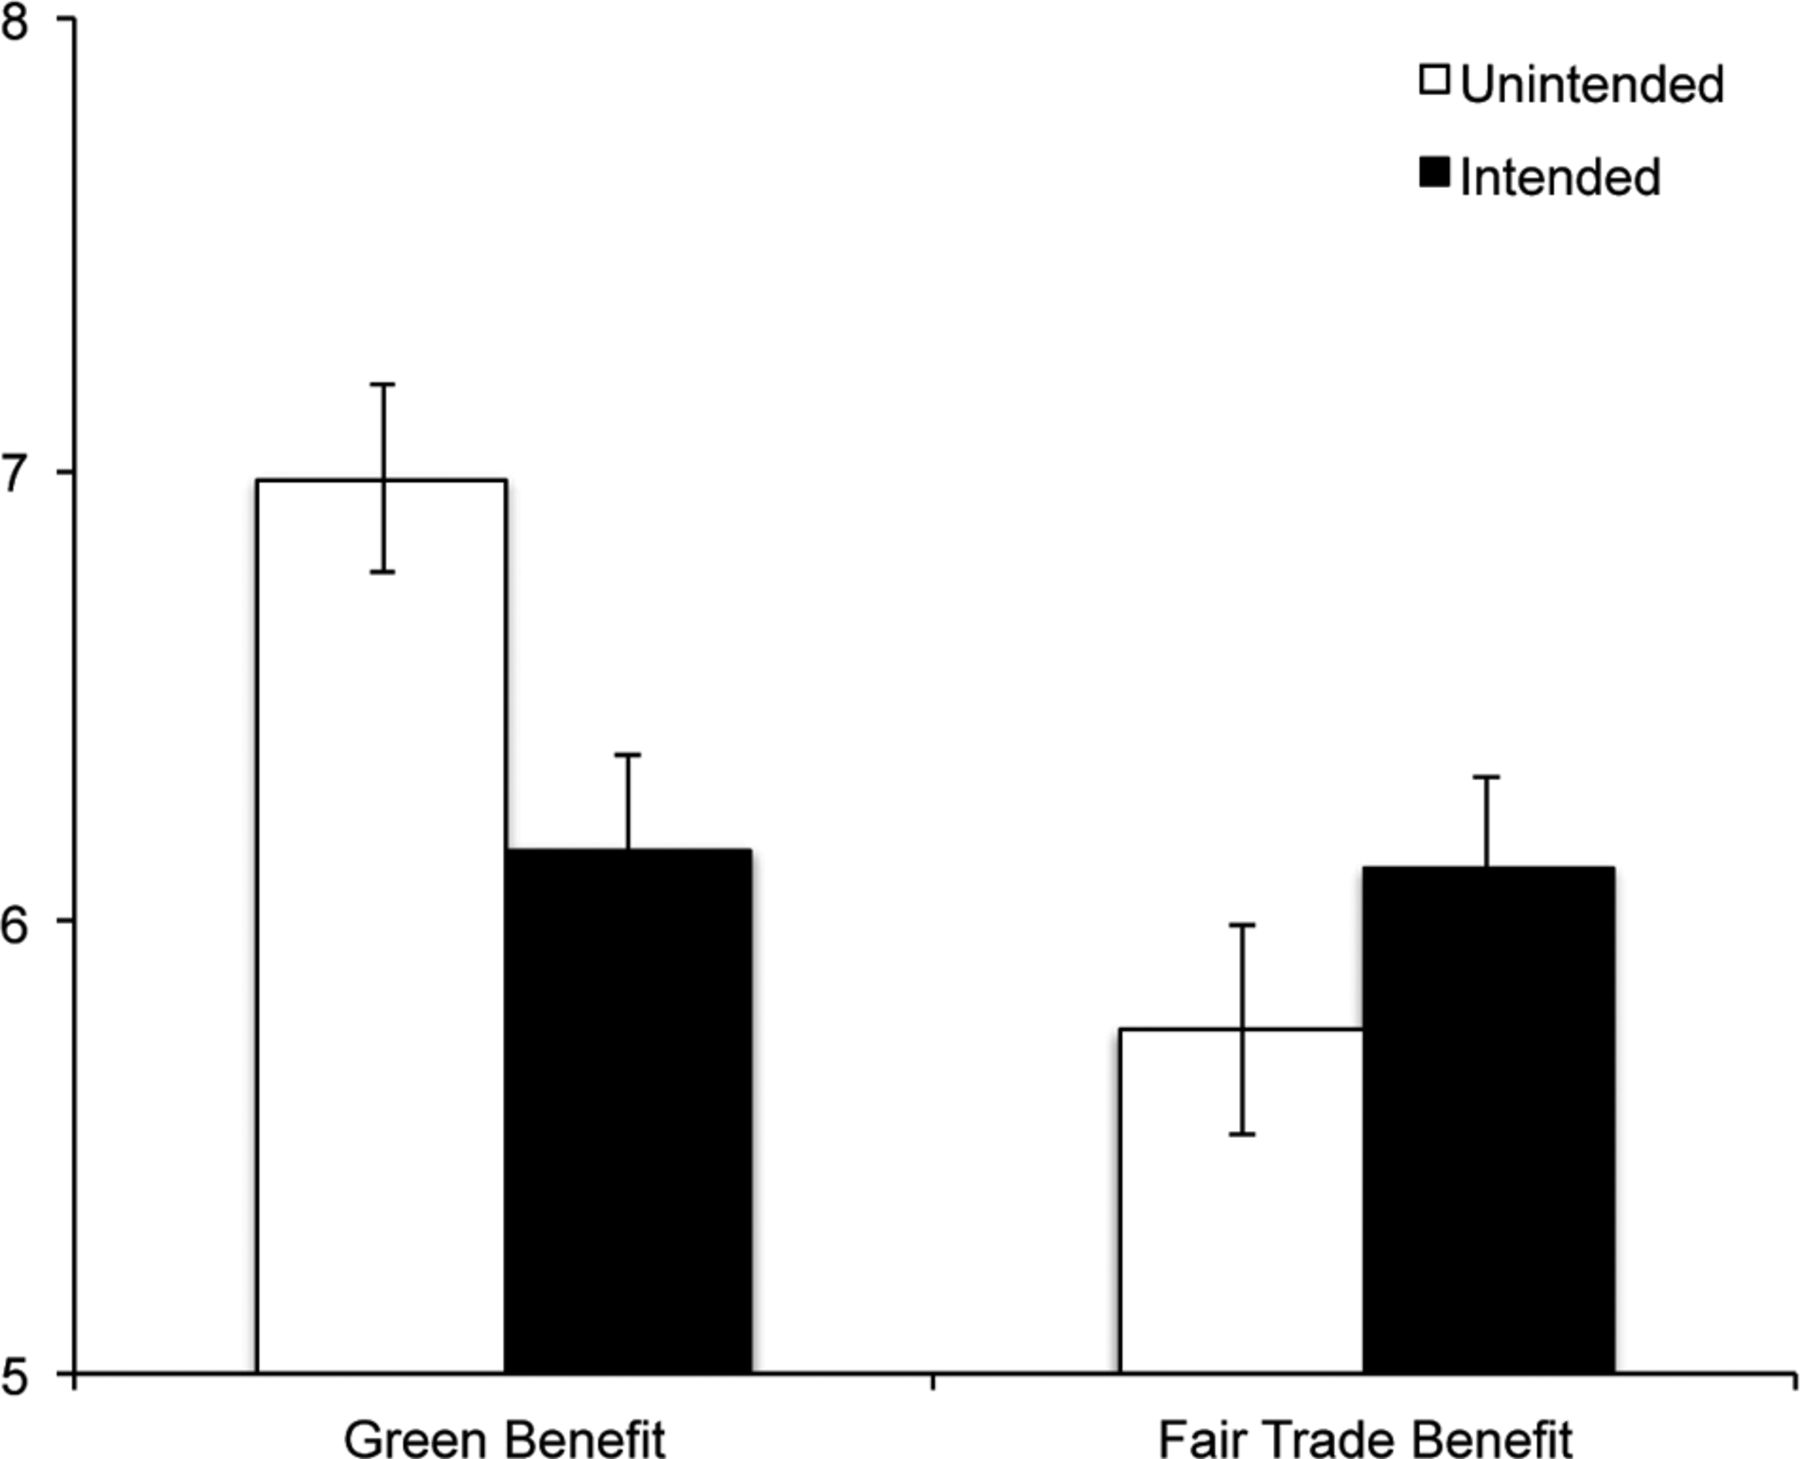 8
Unintended
Intended
7
6
5
Green Benefit
Fair Trade Benefit